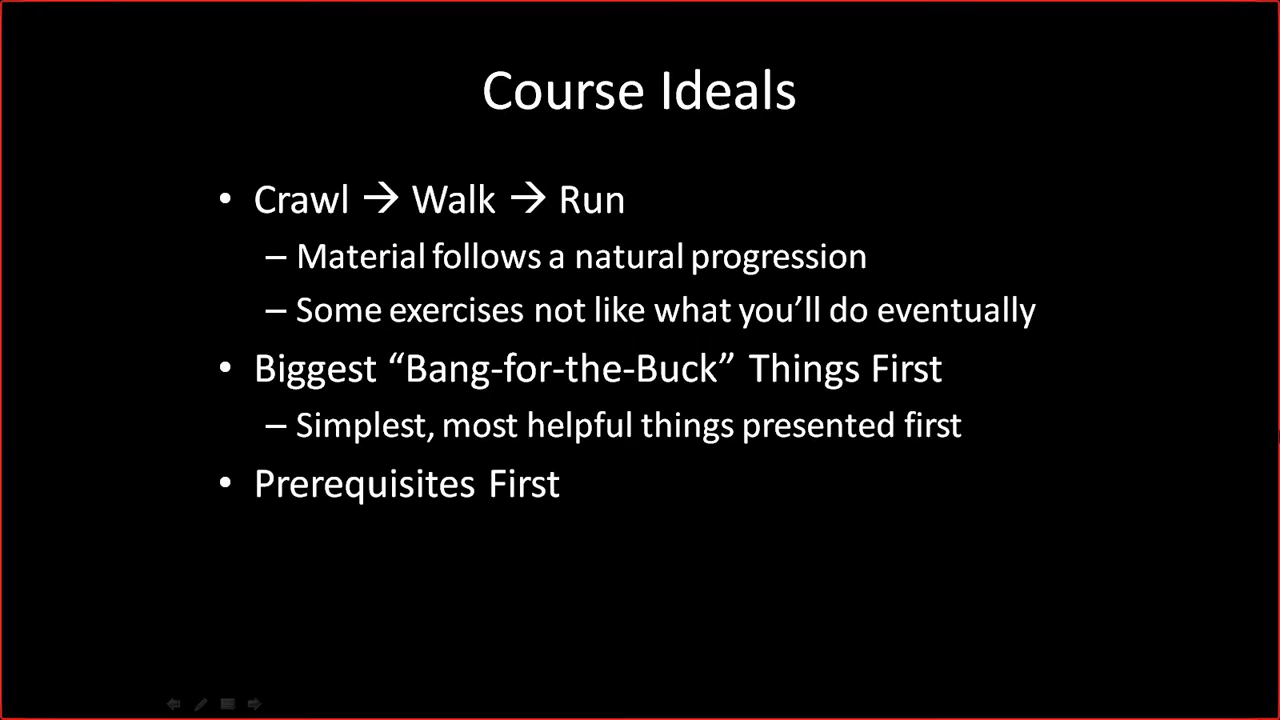 Course Ideals
• Crawl → Walk → Run
– Material follows a natural progression
– Some exercises not like what you’ll do eventually
• Biggest “Bang-for-the-Buck” Things First
– Simplest, most helpful things presented first
• Prerequisites First